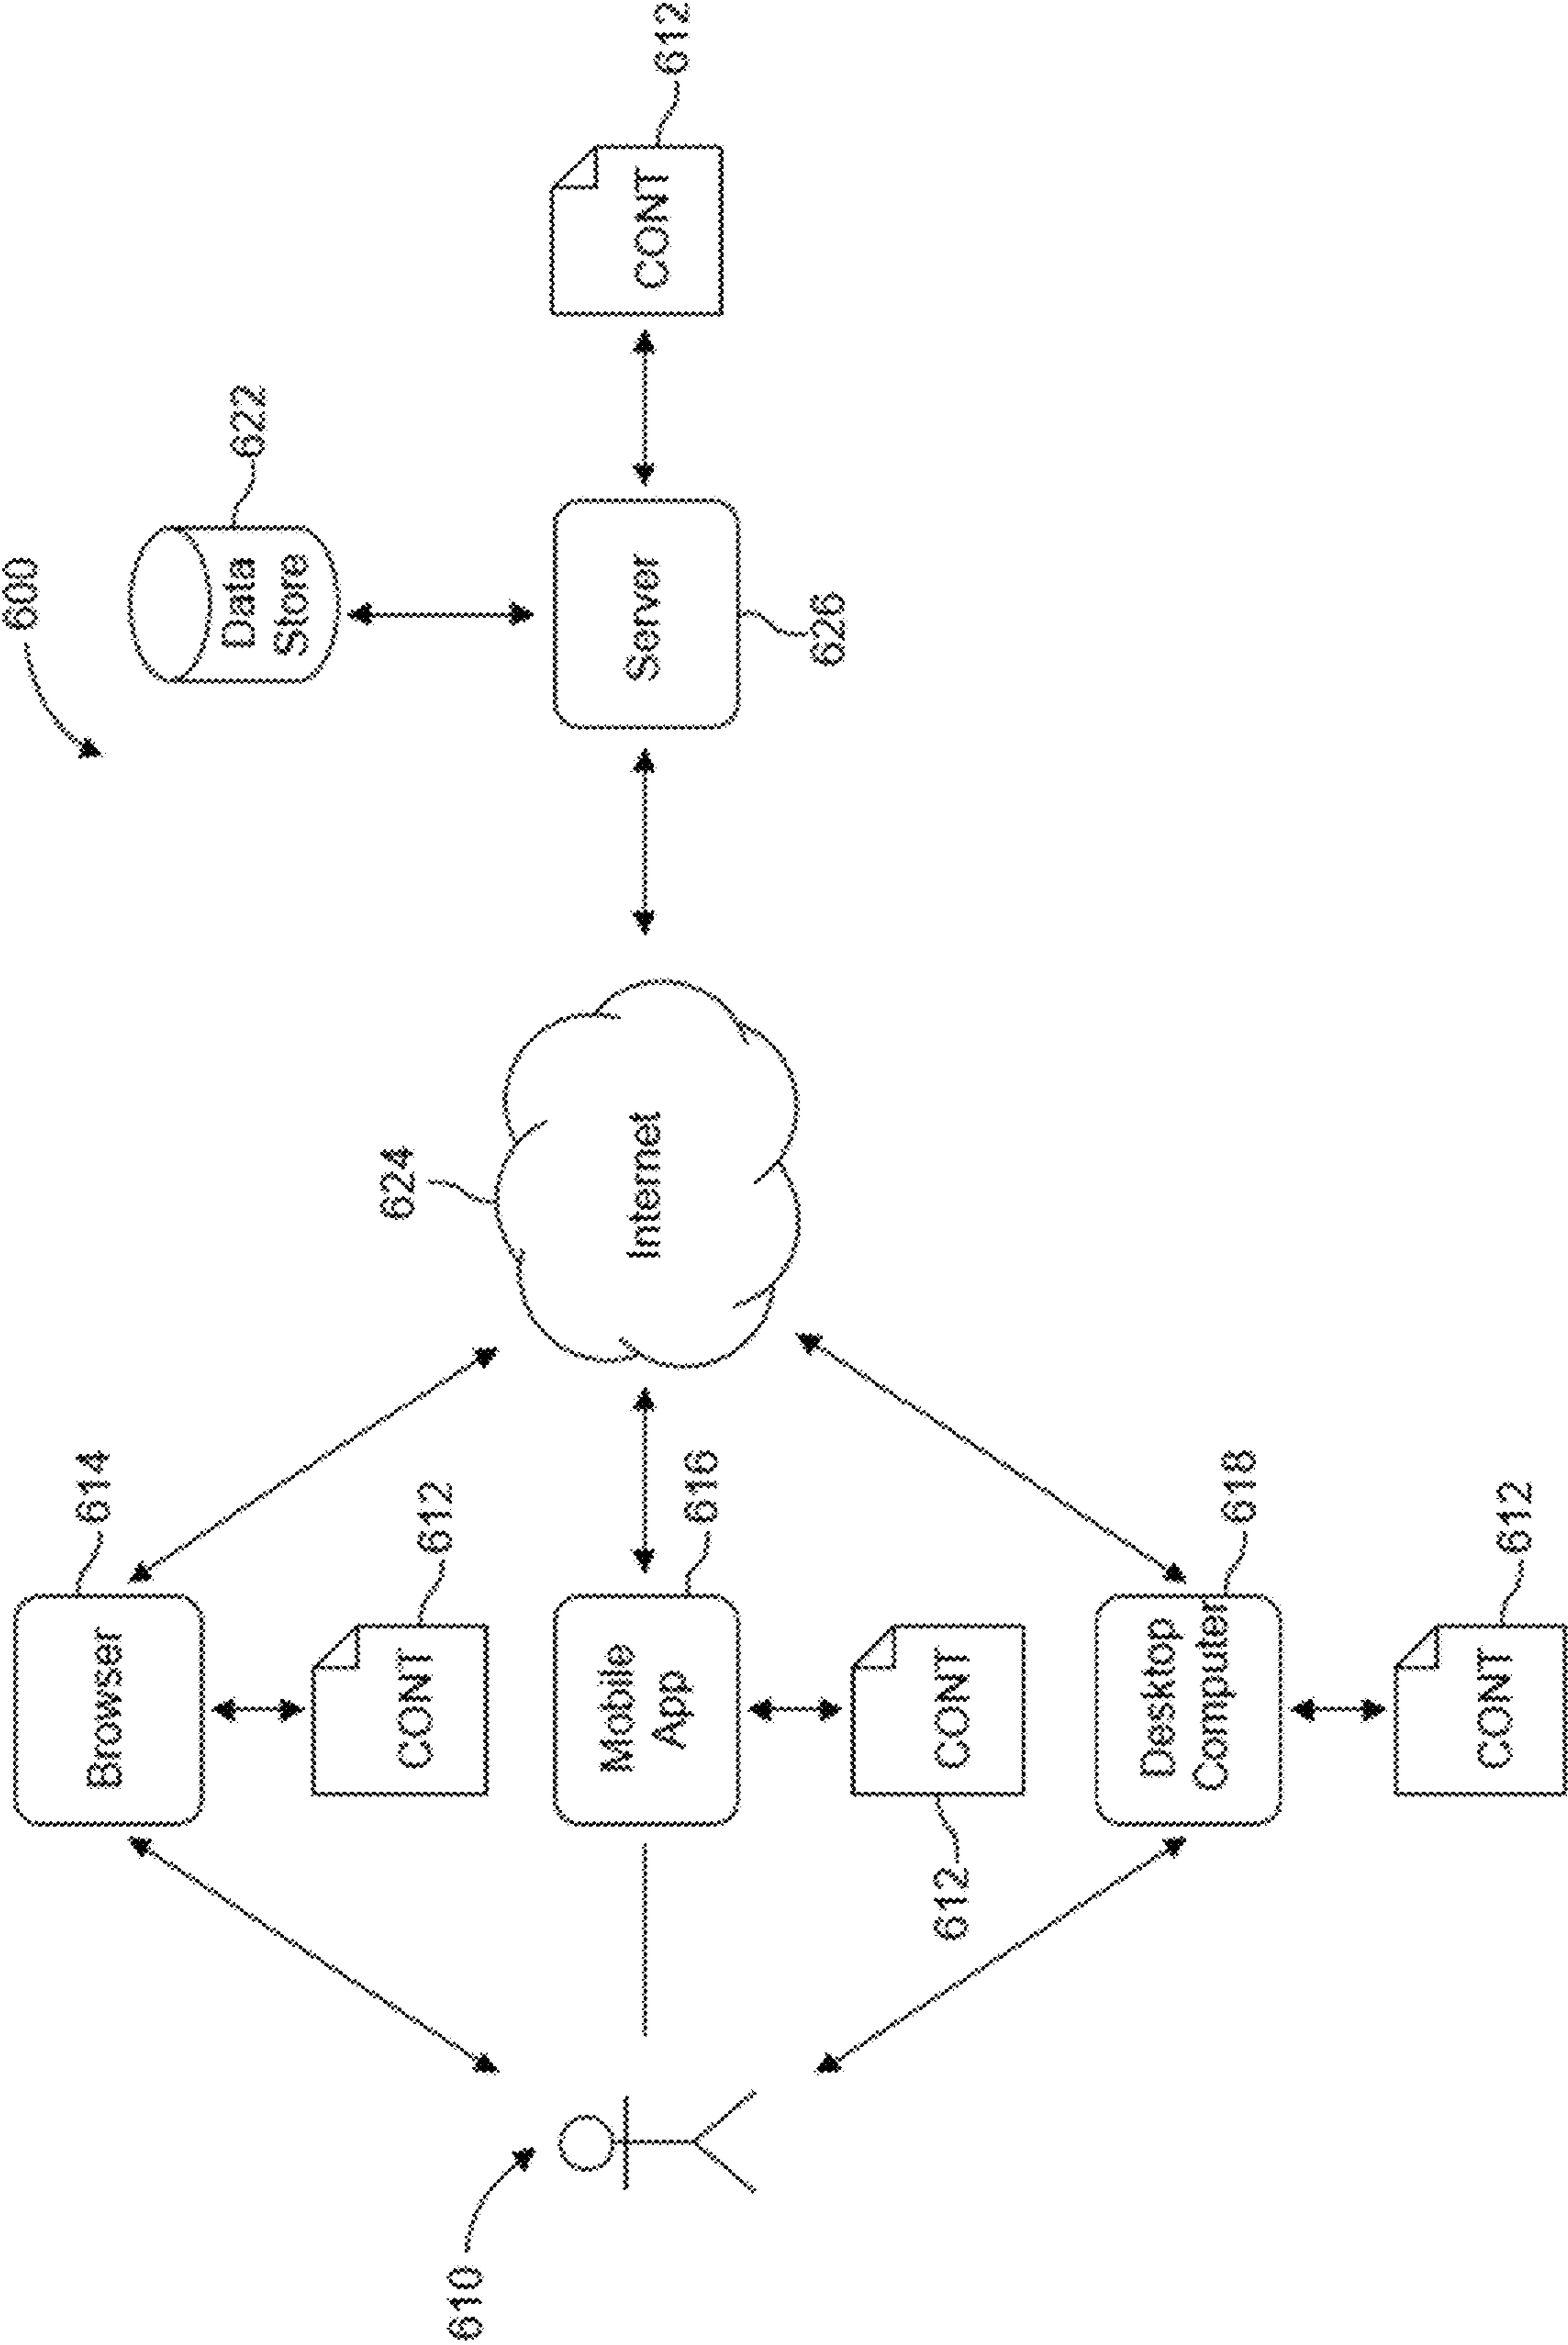 600
610
Browser
614
CONT
612
Mobile
App
616
CONT
612
Desktop
Computer
618
CONT
612
Internet
624
Data
Store
622
Server
626
CONT
612